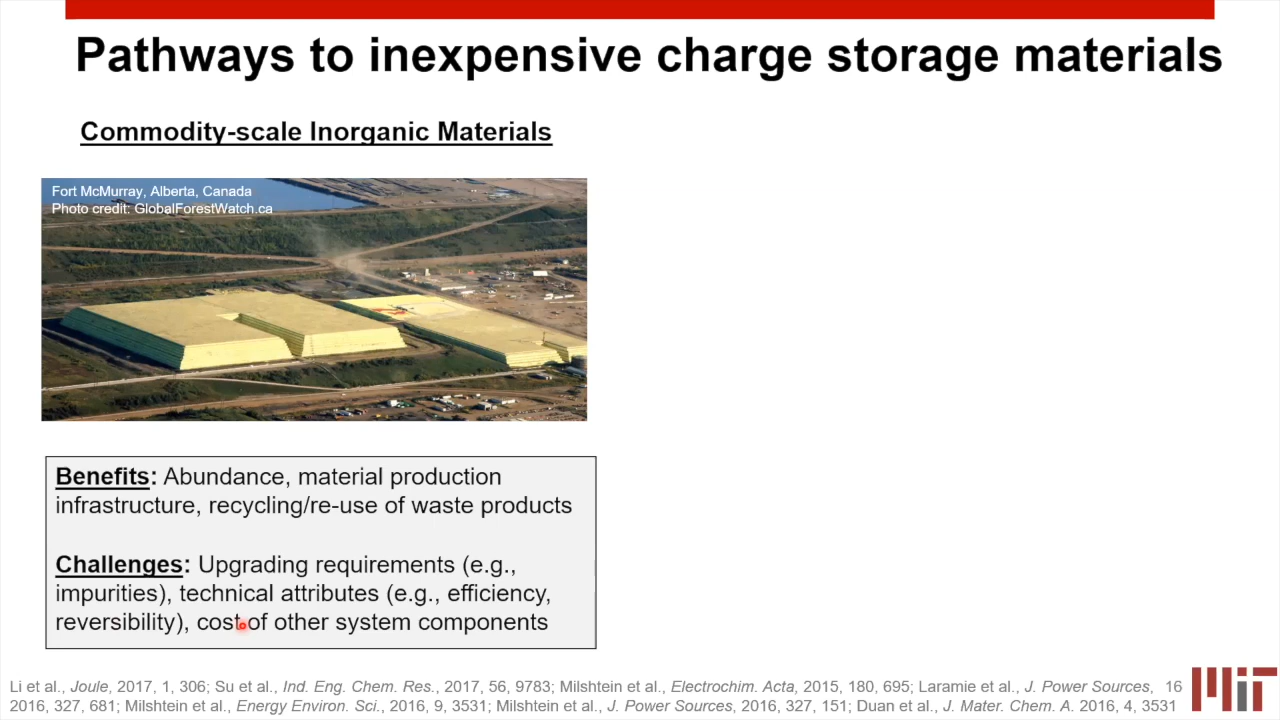 Pathways to inexpensive charge storage materials
Commodity-scale Inorganic Materials
Fort McMurray, Alberta, Canada
Photo credit: GlobalForestWatch.ca
Benefits: Abundance, material production
infrastructure, recycling/re-use of waste products
Challenges: Upgrading requirements (e.g.,
impurities), technical attributes (e.g., efficiency,
reversibility), cost of other system components
Li et al., Joule, 2017, 1, 306; Su et al., Ind. Eng. Chem. Res., 2017, 56, 9783; Milshtein et al., Electrochim. Acta, 2015, 180, 695; Laramie et al., J. Power Sources, 16
2016, 327, 681; Milshtein et al., Energy Environ. Sci., 2016, 9, 3531; Milshtein et al., J. Power Sources, 2016, 327, 151; Duan et al., J. Mater. Chem. A. 2016, 4, 3531
MIT